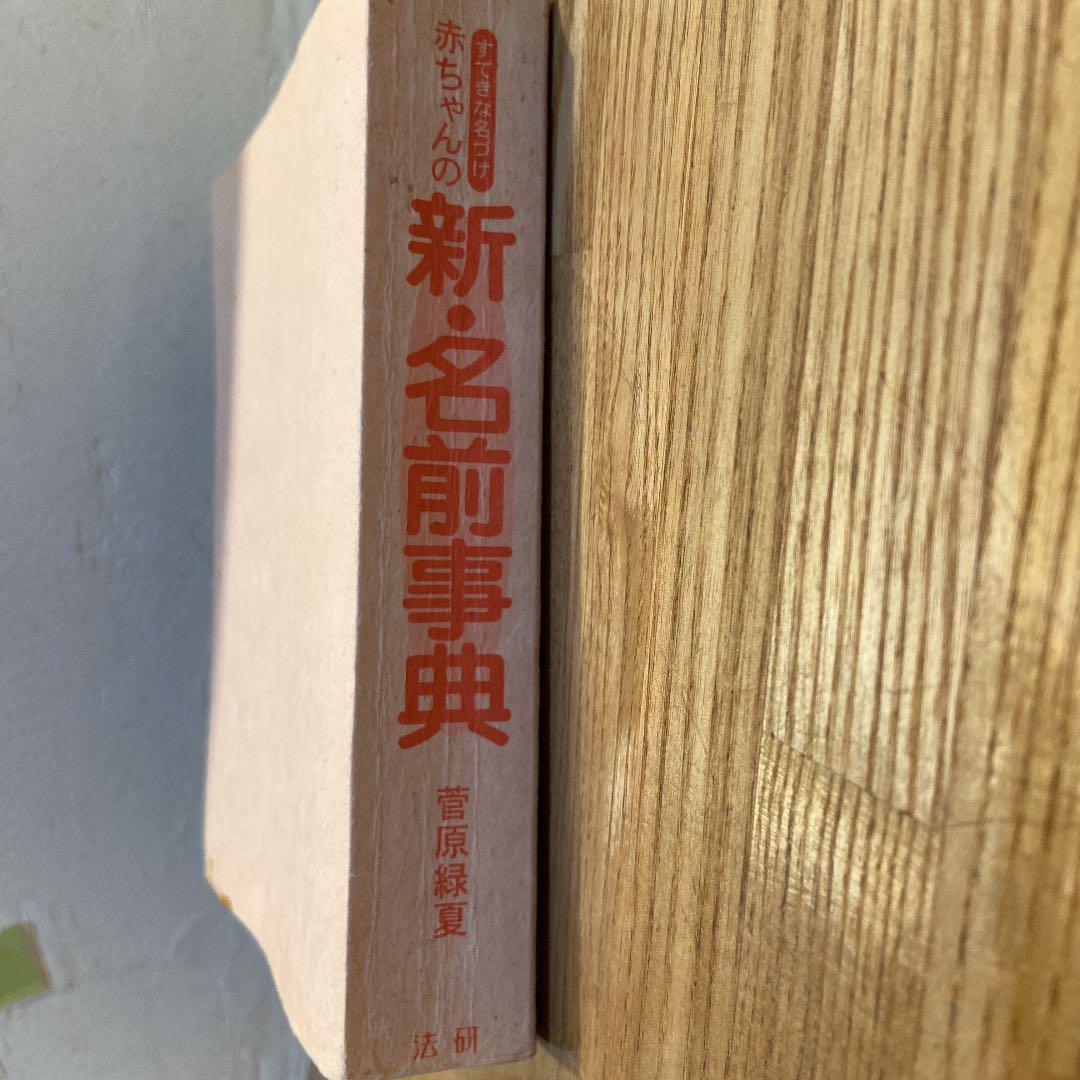 すてきな名づけ
赤ちゃんの
新・名前事典
菅原緑夏
法研